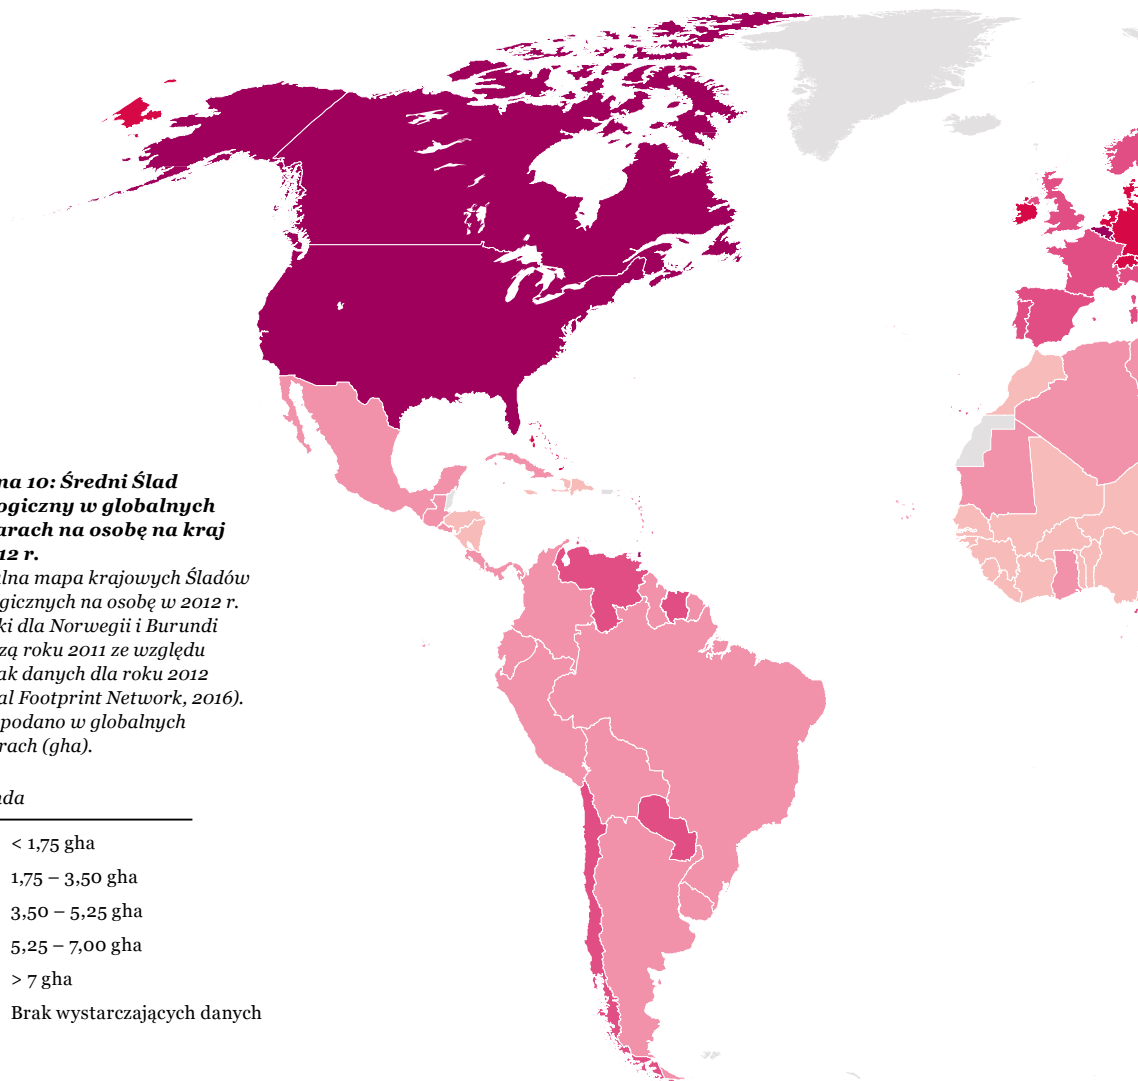 na 10: Średni Ślad
ogiczny w globalnych
arach na osobę na kraj
12 r.
lna mapa krajowych Śladów
gicznych na osobę w 2012 r.
ki dla Norwegii i Burundi
zą roku 2011 ze względu
ak danych dla roku 2012
al Footprint Network, 2016).
podano w globalnych
rach (gha).
nda
< 1,75 gha
1,75 – 3,50 gha
3,50 – 5,25 gha
5,25 – 7,00 gha
> 7 gha
Brak wystarczających danych